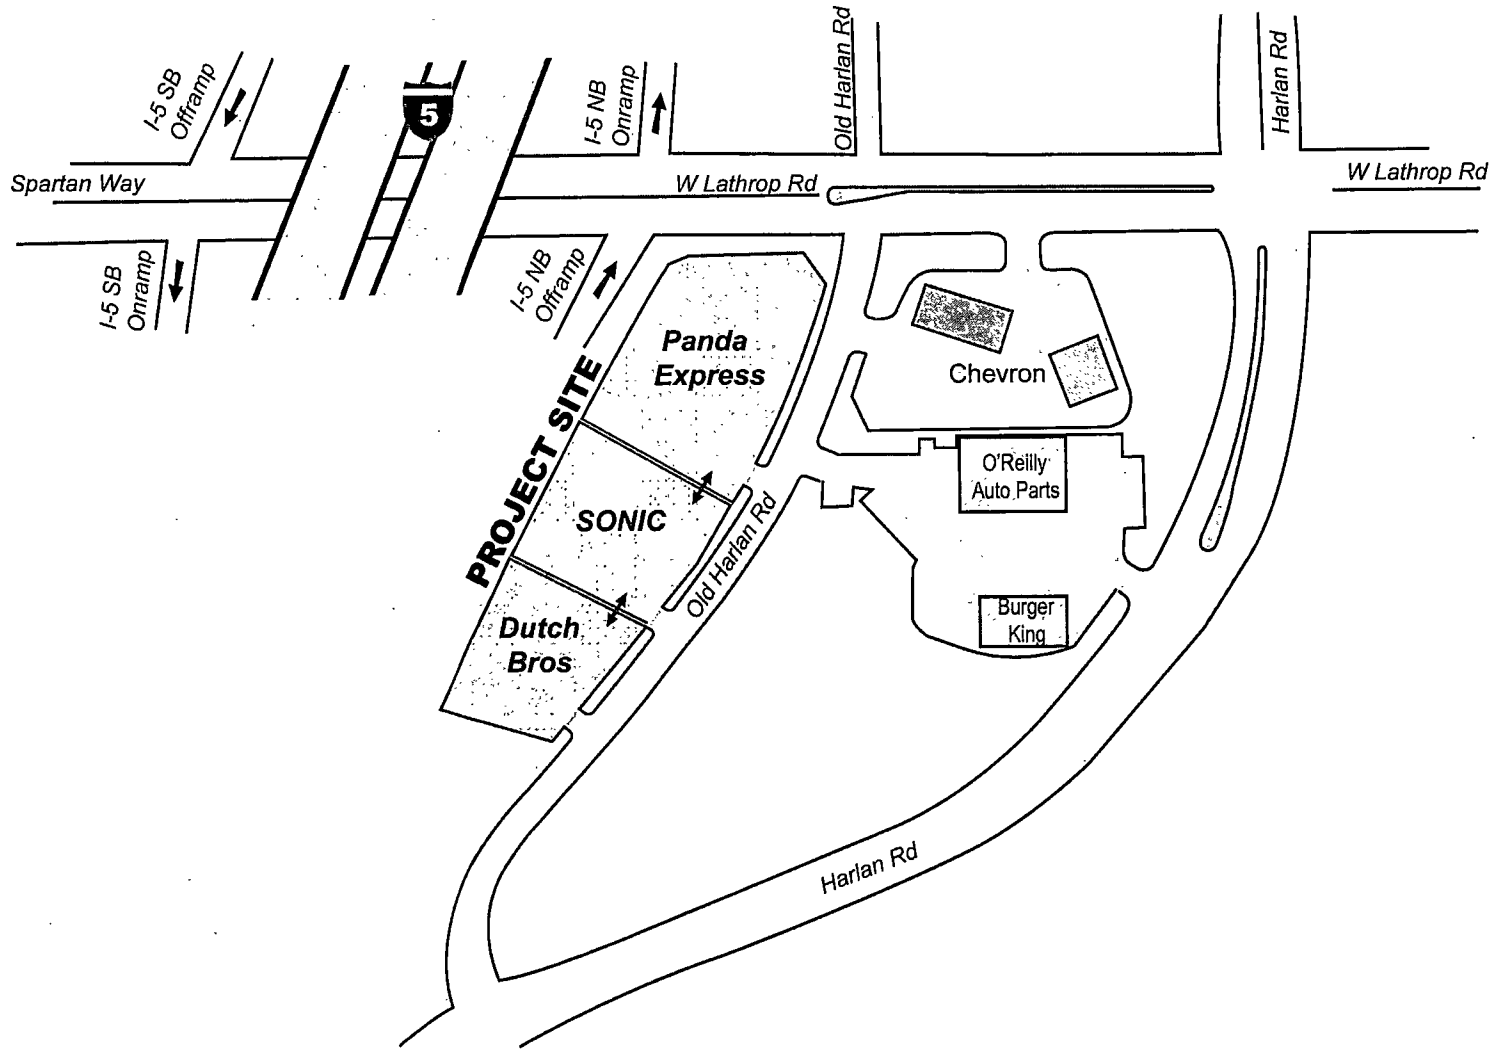 I-5 SB
Offramp
5
I-5 NB
Onramp
Old Harlan Rd
Harlan Rd
Spartan Way
W Lathrop Rd
W Lathrop Rd
I-5 SB
Onramp
I-5 NB
Offramp
Panda
Express
Chevron
PROJECT SITE
O'Reilly
Auto Parts
SONIC
Old Harlan Rd
Dutch
Bros
Burger
King
Harlan Rd